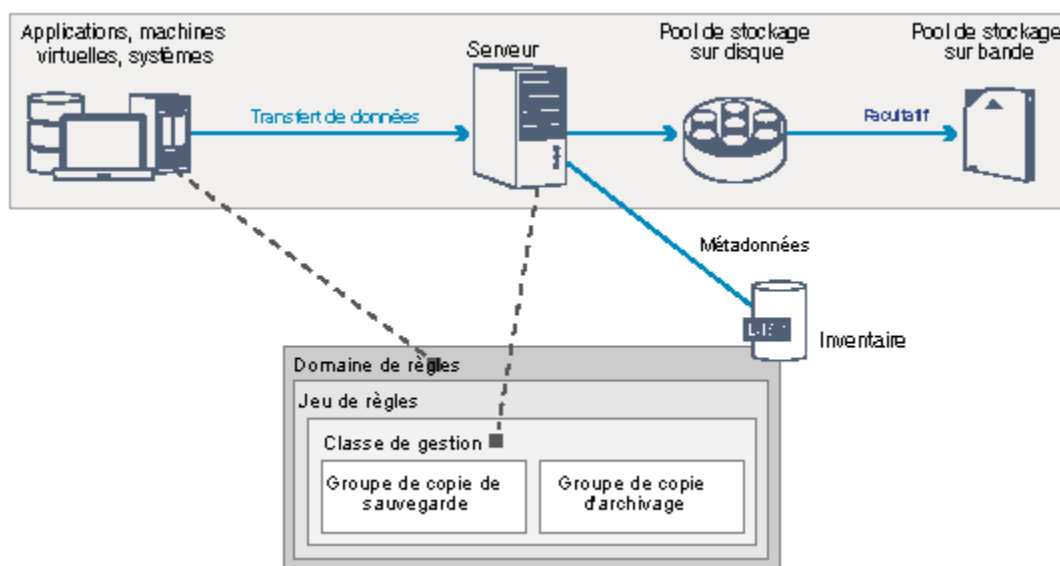 Applications, machines
virtuelles, systèmes
Serveur
Pool de stockage
sur disque
Pool de stockage
sur bande
Transfert de données
Facultatif
Métadonnées
Inventaire
Domaine de règles
Jeu de règles
Classe de gestion
Groupe de copie de
sauvegarde
Groupe de copie
d'archivage